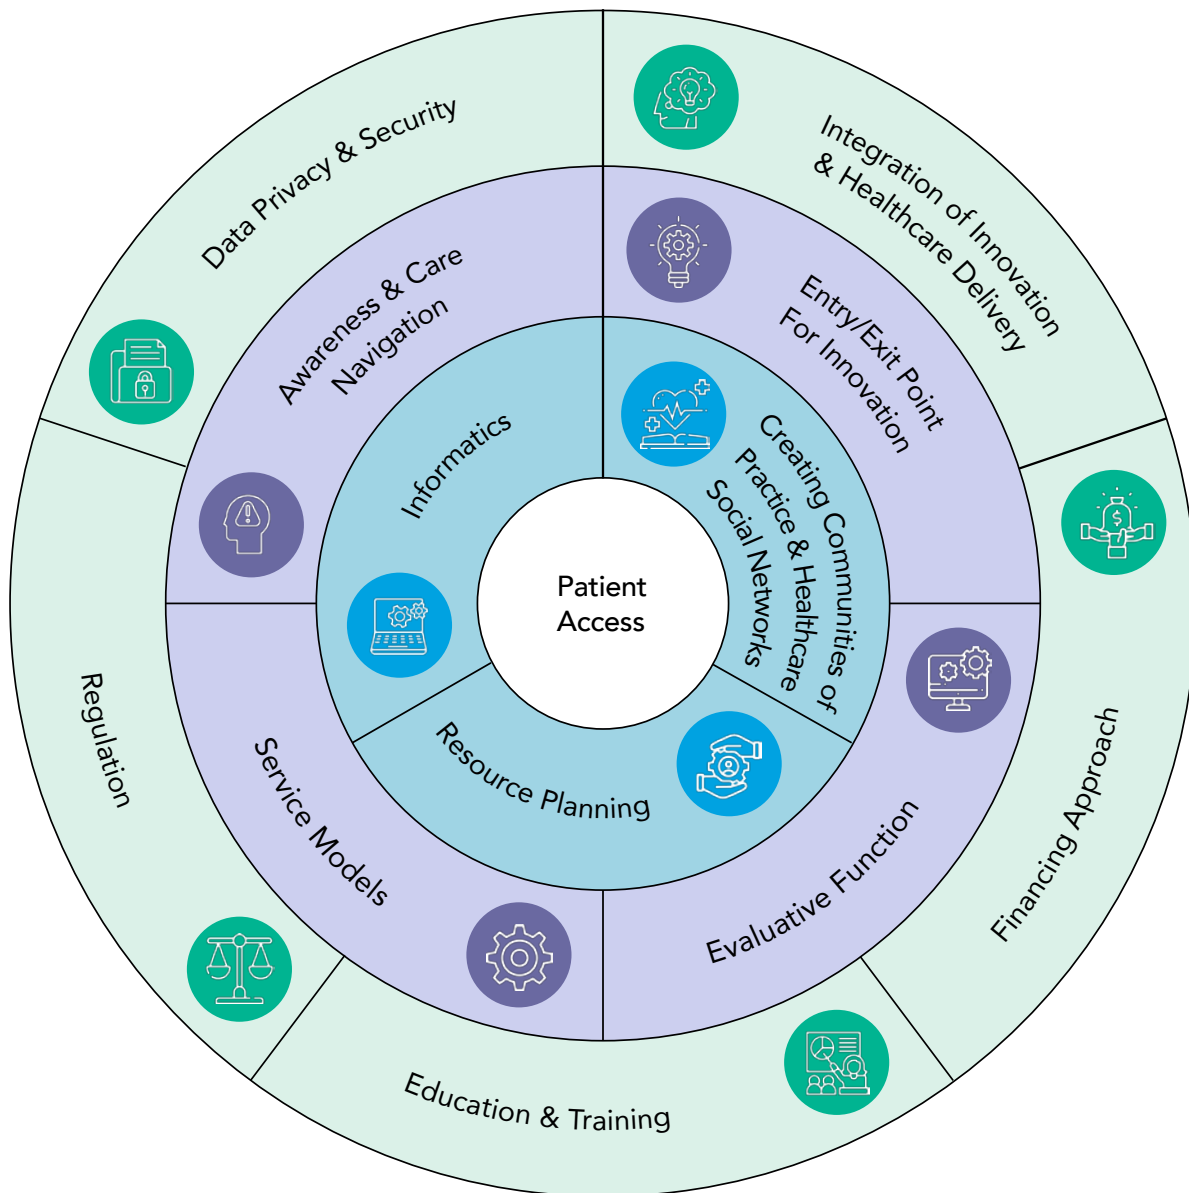 Data Privacy & Security
Integration of Innovation
& Healthcare Delivery
Awareness & Care
Navigation
Entry/Exit Point
For Innovation
Informatics
Creating Communities of
Practice & Healthcare
Social Networks
$
Patient
Access
Regulation
Service Models
Resource Planning
Evaluative Function
Financing Approach
Education & Training